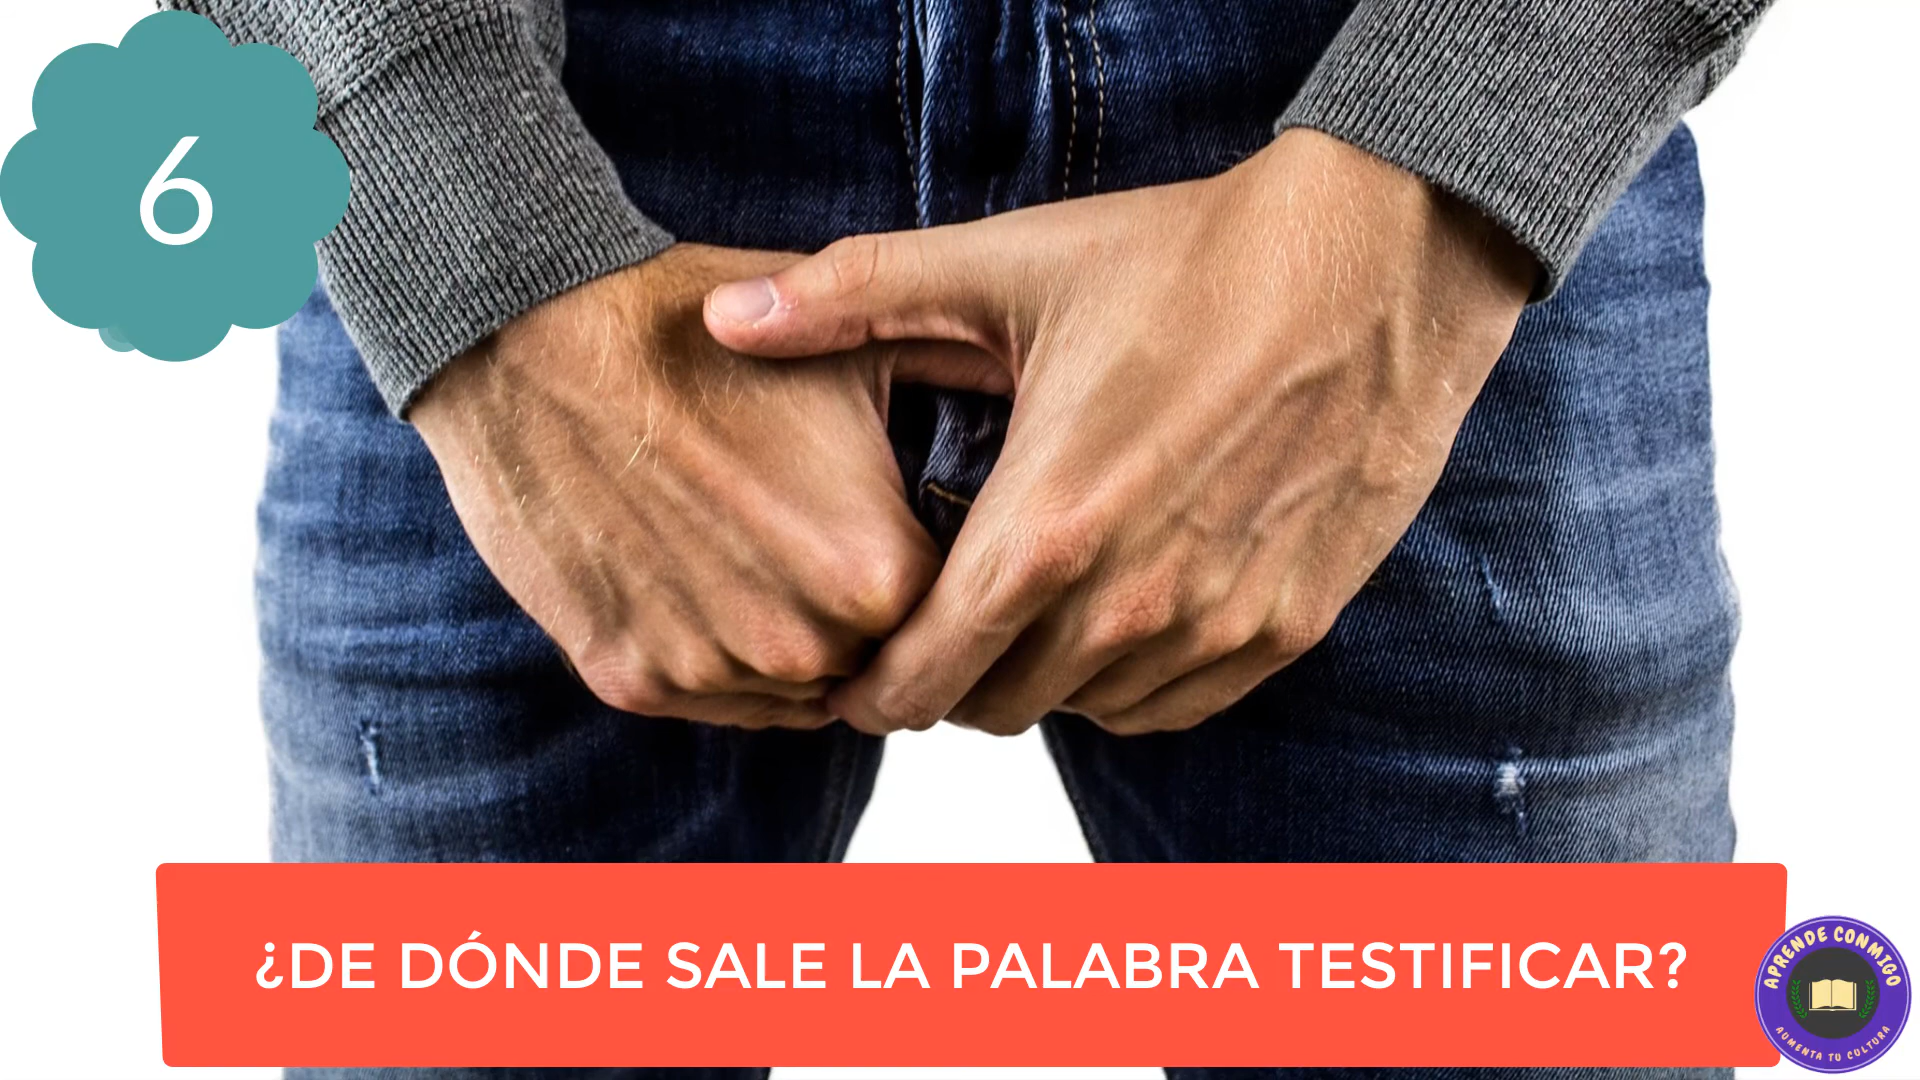 6
¿DE DÓNDE SALE LA PALABRA TESTIFICAR?
APRENDE CONMIGO
AUMENTA TU CULTURA